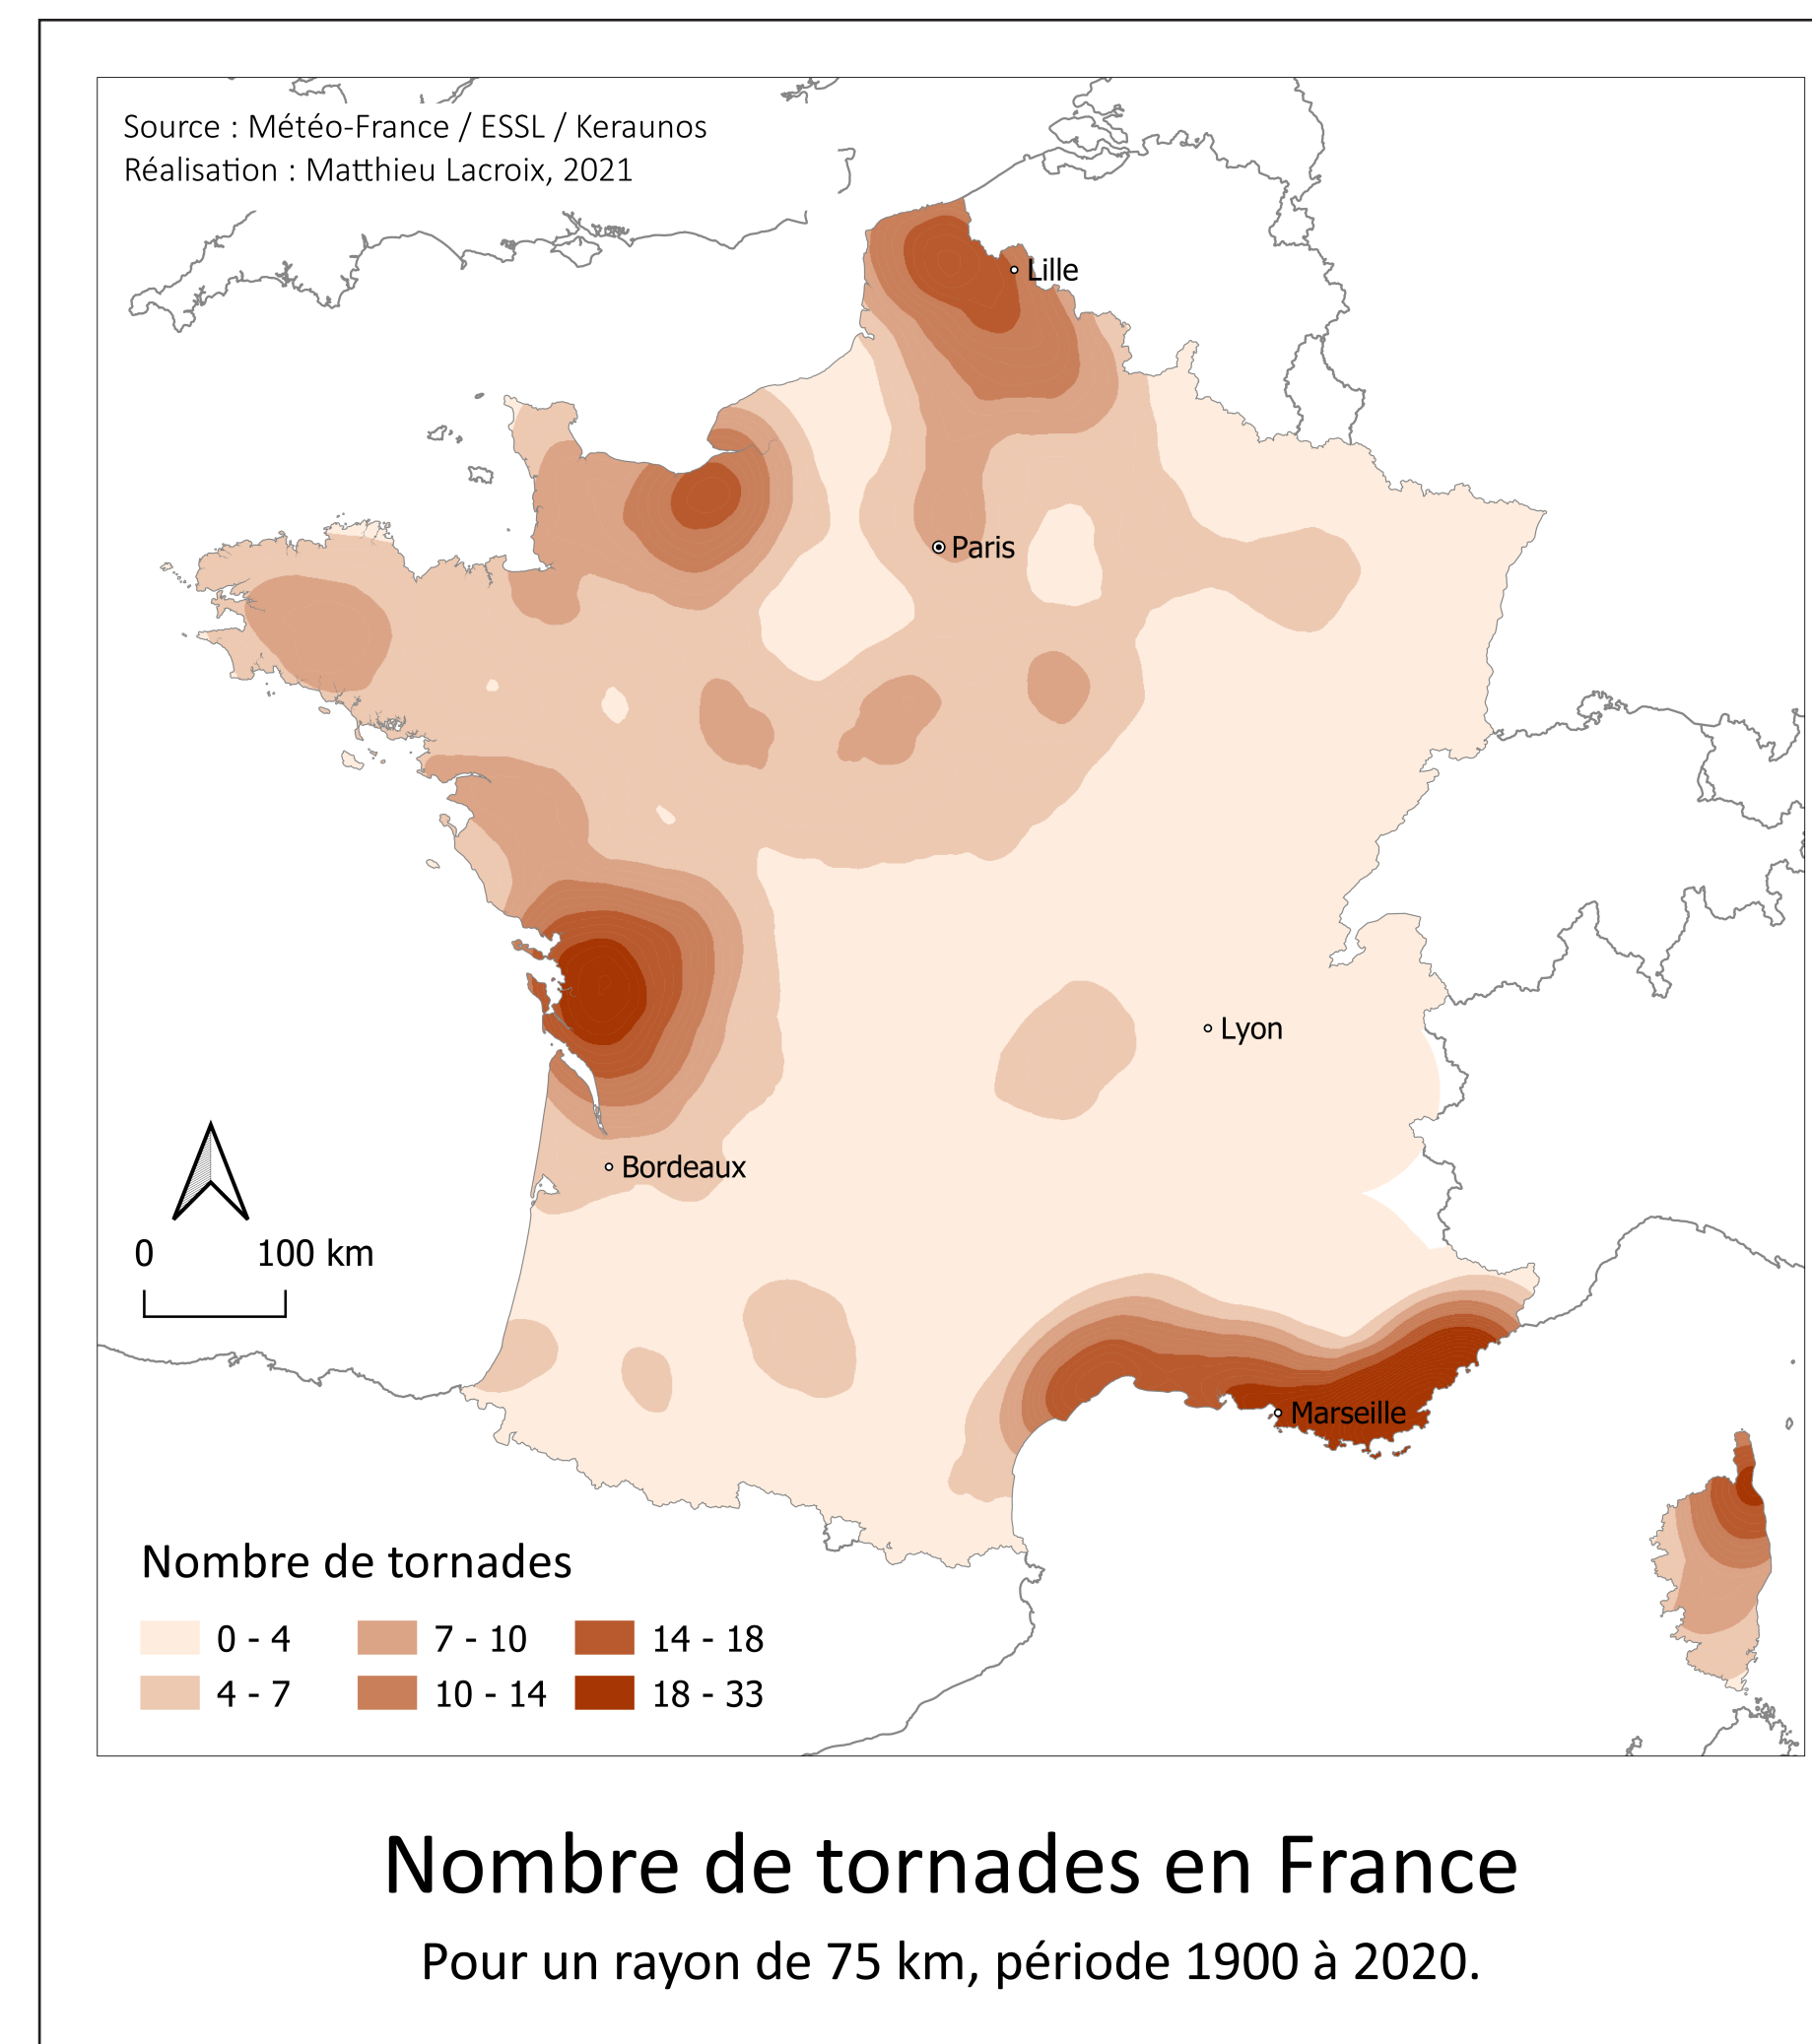 Source : Météo-France / ESSL / Keraunos
Réalisation : Matthieu Lacroix, 2021
Lille
Paris
Lyon
Bordeaux
0 100 km
Marseille
Nombre de tornades
0 - 4 7 - 10 14 - 18
4 - 7 10 - 14 18 - 33
Nombre de tornades en France
Pour un rayon de 75 km, période 1900 à 2020.